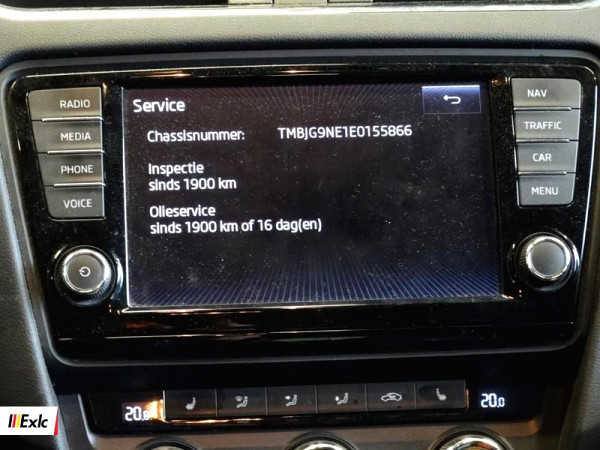 Service
Chassisnummer: TMBJG9NE1E0155866
Inspectie
sinds 1900 km
Olieservice
sinds 1900 km of 16 dag(en)
RADIO
MEDIA
PHONE
VOICE
NAV
TRAFFIC
CAR
MENU
20.0
20.0
Exlc